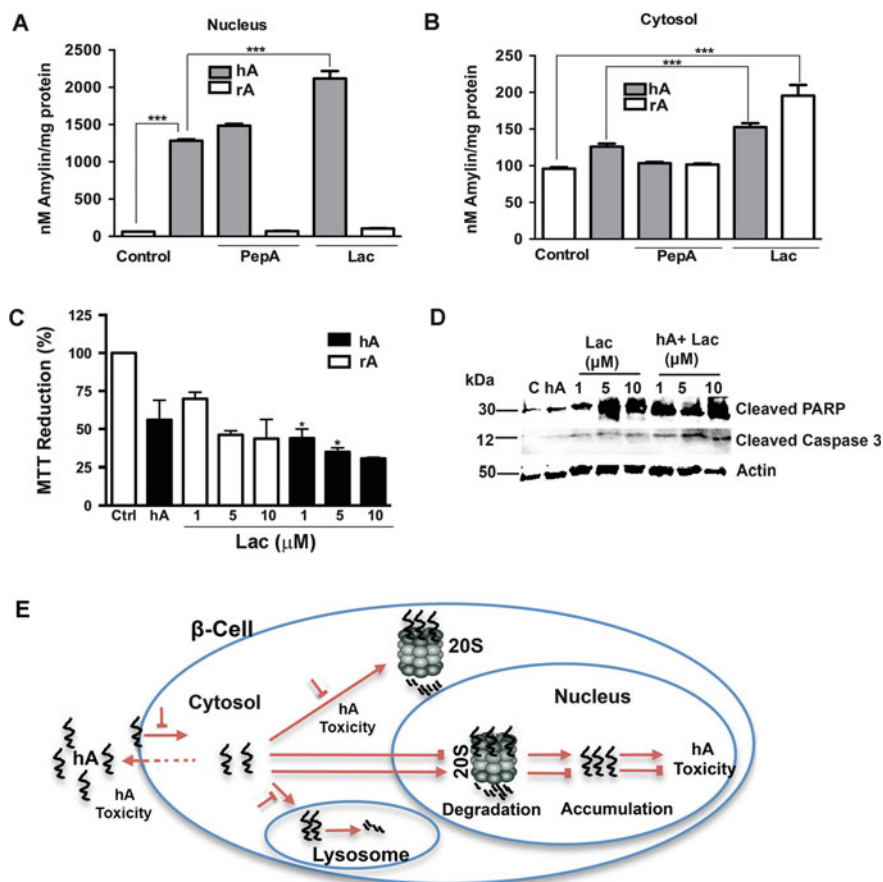 A
Nucleus
nM Amylin/mg protein
2500
2000
1500
1000
500
0
***
***
hA
rA
Control
PepA
Lac
B
Cytosol
nM Amylin/mg protein
250
200
150
100
50
0
***
***
hA
rA
Control
PepA
Lac
C
MTT Reduction (%)
125
100
75
50
25
0
hA
rA
*
*
Ctrl hA 1 5 10 1 5 10
Lac (μM)
D
Lac
(μM)
hA+ Lac
(μM)
kDa
C hA 1 5 10 1 5 10
30
Cleaved PARP
12
Cleaved Caspase 3
50
Actin
E
β-Cell
20S
Cytosol
Nucleus
hA
Toxicity
hA
hA
Toxicity
20S
hA
Toxicity
Degradation
Accumulation
Lysosome